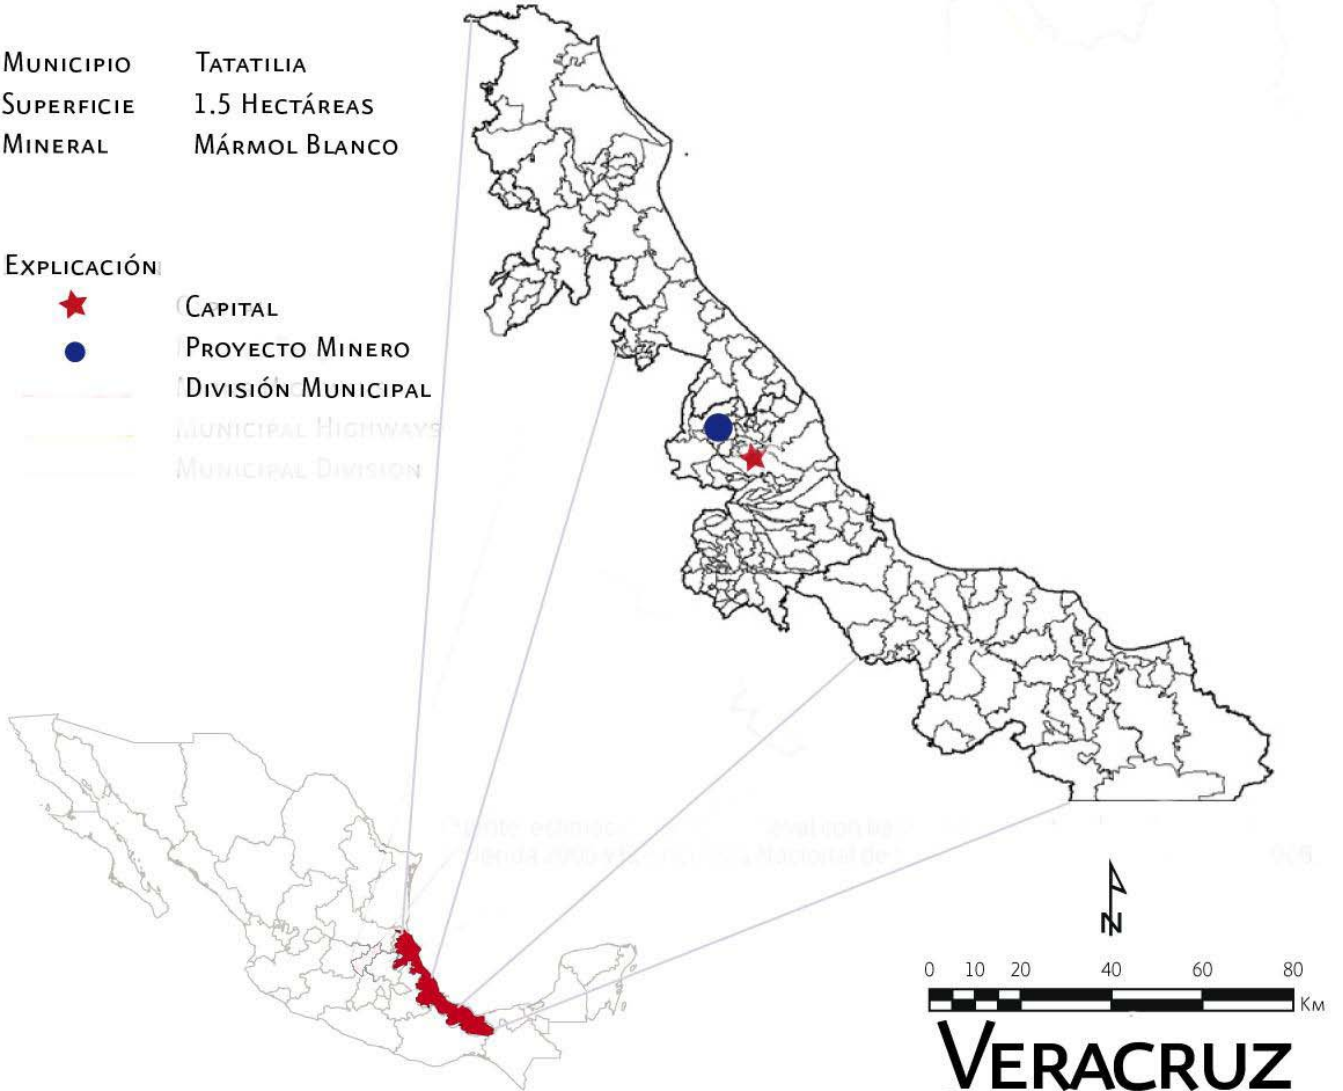 Municipio Tatatilia
Superficie 1.5 Hectáreas
Mineral Mármol Blanco
Explicación
Capital
Proyecto Minero
División Municipal
Municipal Highways
Municipal Division
N
0 10 20 40 60 80
Km
Veracruz